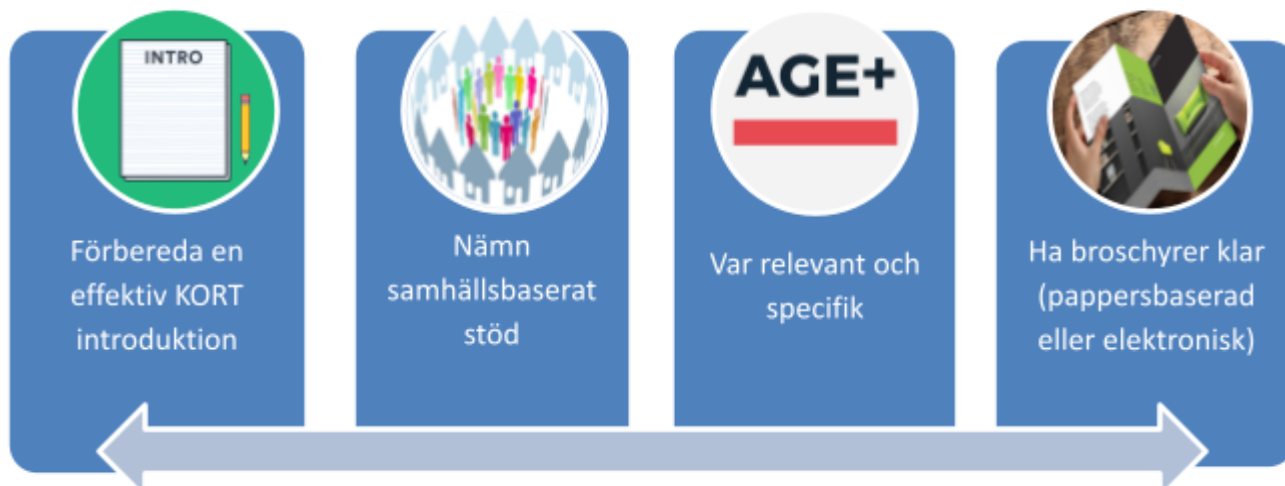 INTRO
Förbereda en
effektiv KORT
introduktion
Nämn
samhällsbaserat
stöd
AGE+
Var relevant och
specifik
Ha broschyrer klar
(pappersbaserad
eller elektronisk)